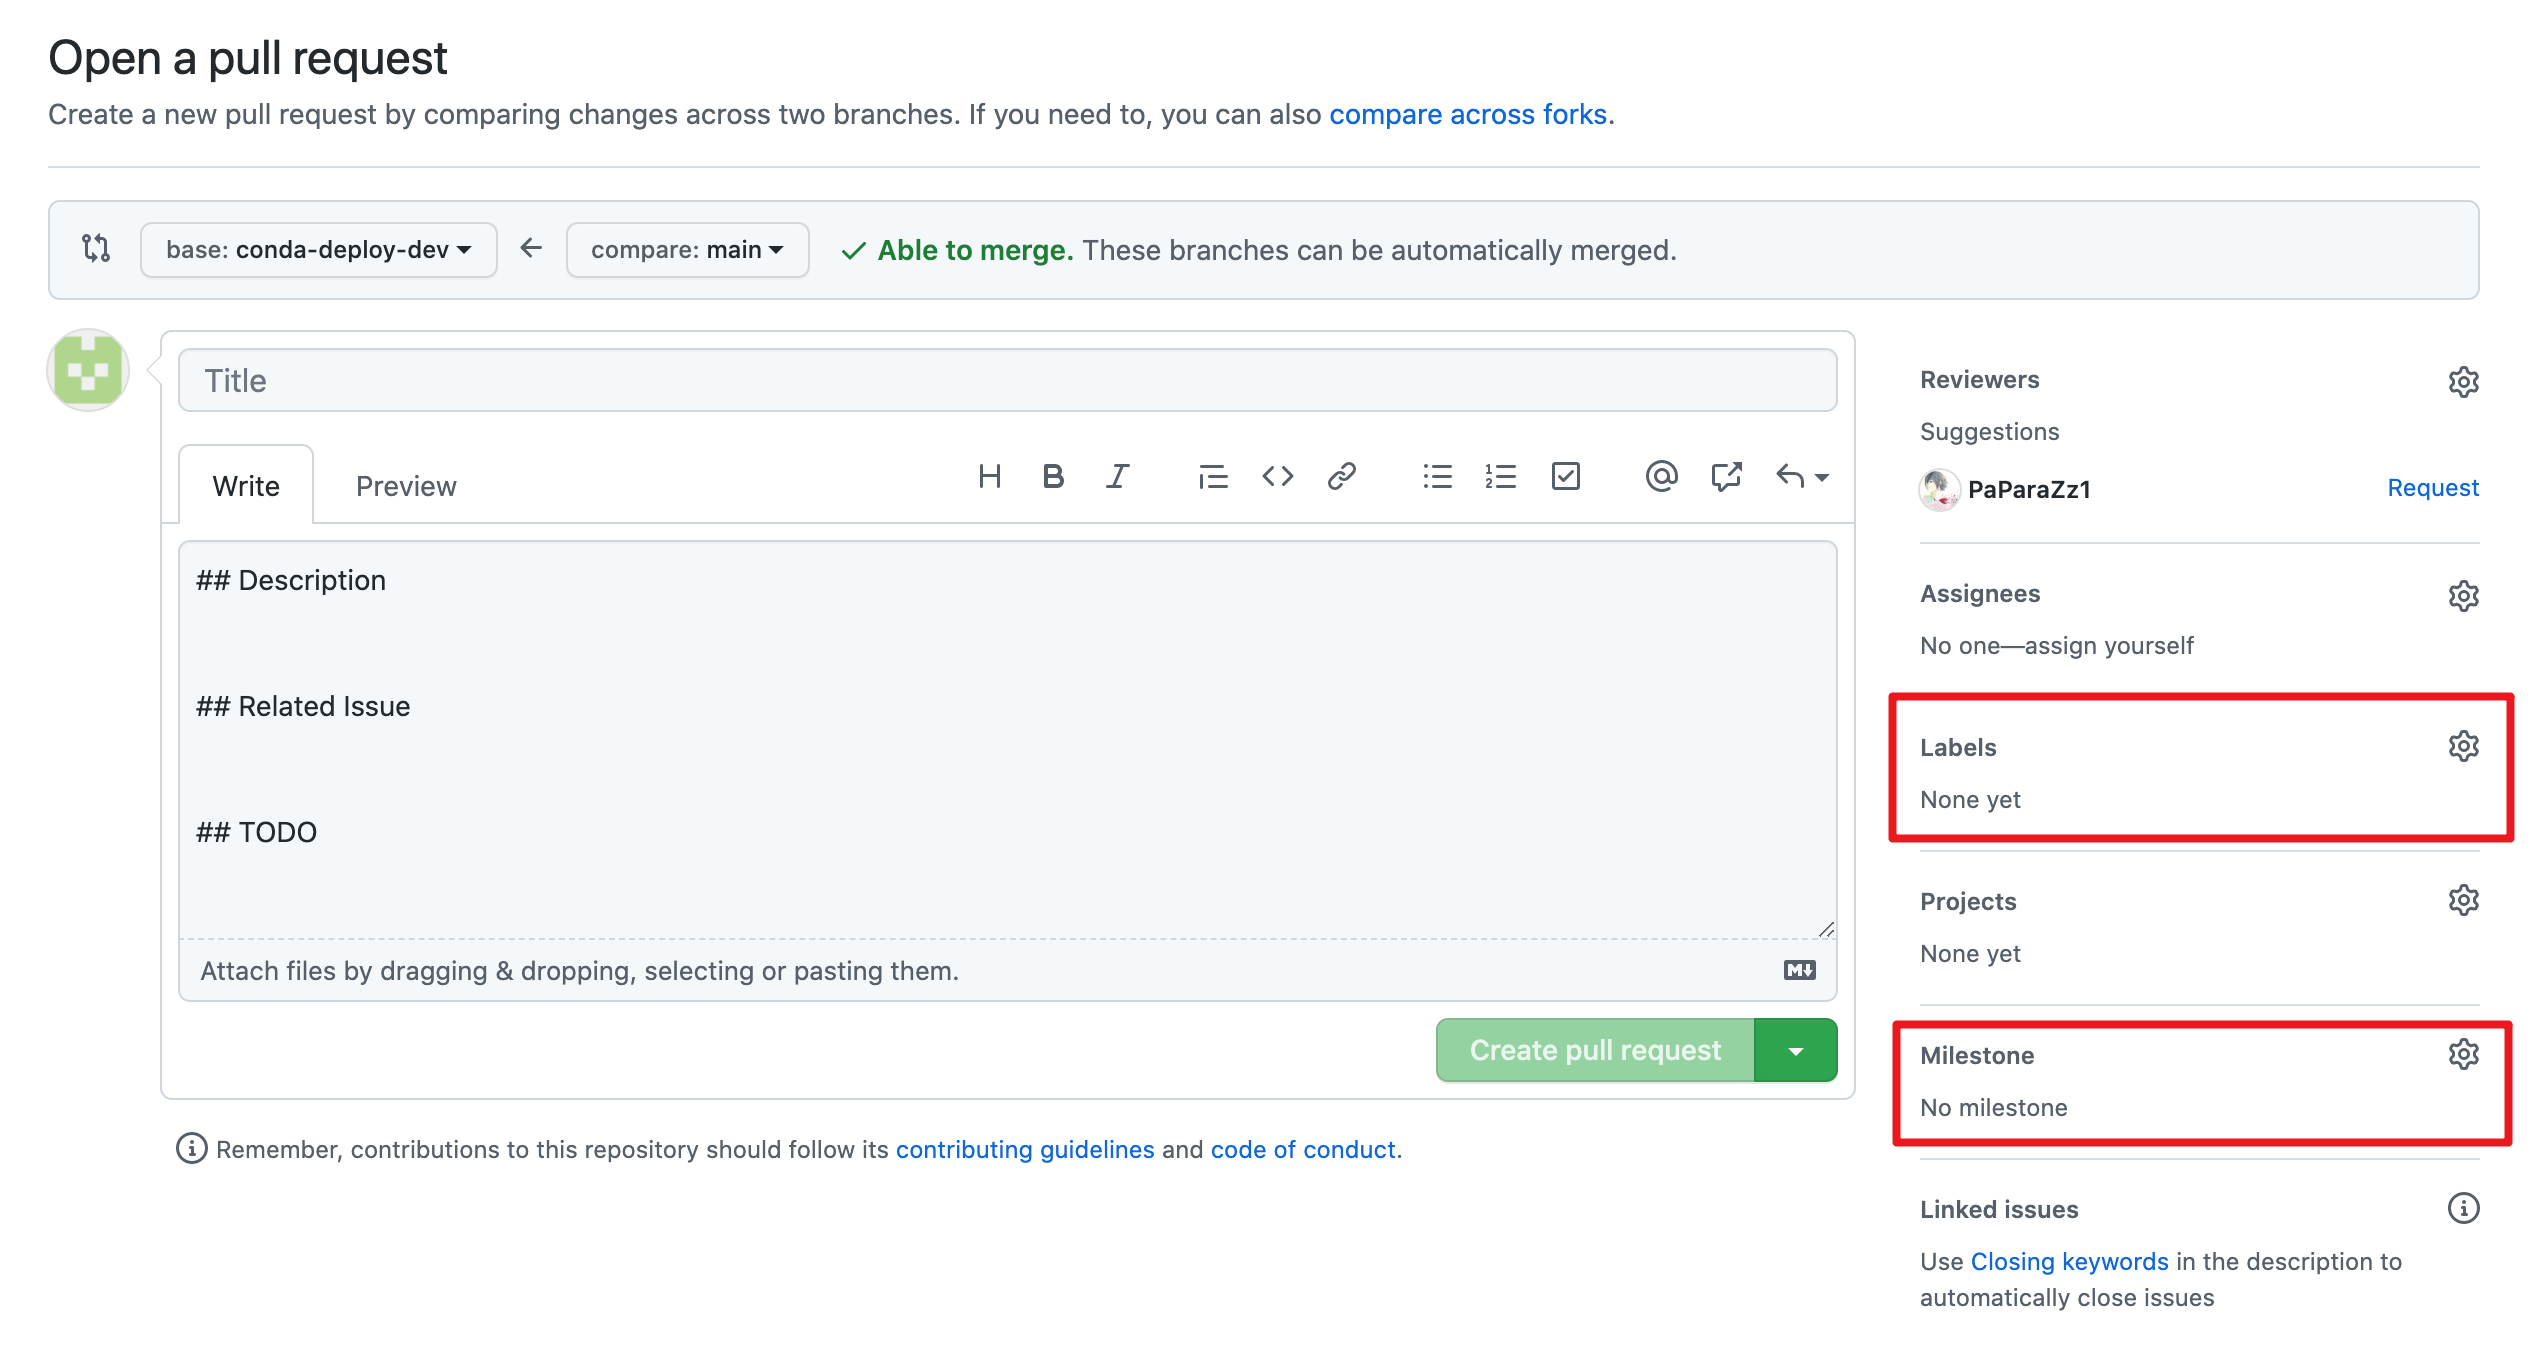 Open a pull request
Create a new pull request by comparing changes across two branches. If you need to, you can also compare across forks.
base: conda-deploy-dev
compare: main
Able to merge. These branches can be automatically merged.
Title
Write
Preview
## Description
## Related Issue
## TODO
Attach files by dragging & dropping, selecting or pasting them.
Create pull request
Remember, contributions to this repository should follow its contributing guidelines and code of conduct.
Reviewers
Suggestions
PaParaZz1
Request
Assignees
No one—assign yourself
Labels
None yet
Projects
None yet
Milestone
No milestone
Linked issues
Use Closing keywords in the description to
automatically close issues